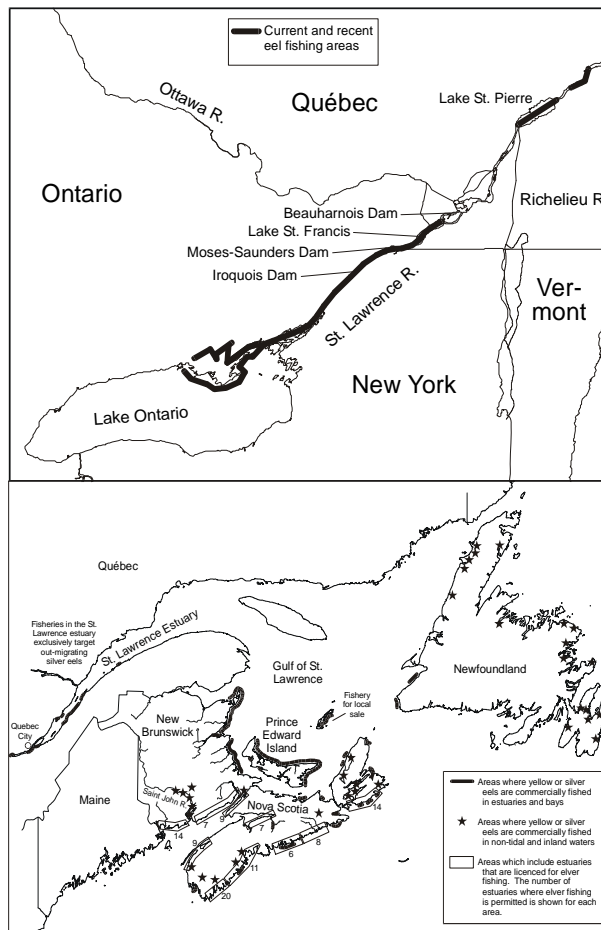 Current and recent
eel fishing areas
Ottawa R.
Québec
Lake St. Pierre
Ontario
Richelieu R
Beauharnois Dam
Lake St. Francis
Moses-Saunders Dam
Iroquois Dam
St. Lawrence R.
Ver-
mont
New York
Lake Ontario
Québec
Fisheries in the St.
Lawrence estuary
exclusively target
out-migrating
silver eels
St. Lawrence Estuary
Gulf of St.
Lawrence
Newfoundland
Fishery
for local
sale
Quebec
City
New
Brunswick
Prince
Edward
Island
Maine
Saint John R.
Nova Scotia
14
7
9
7
14
9
11
6
8
20
Areas where yellow or silver
eels are commercially fished
in estuaries and bays
Areas where yellow or silver
eels are commercially fished
in non-tidal and inland waters
Areas which include estuaries
that are licenced for elver
fishing. The number of
estuaries where elver fishing
is permitted is shown for each
area.